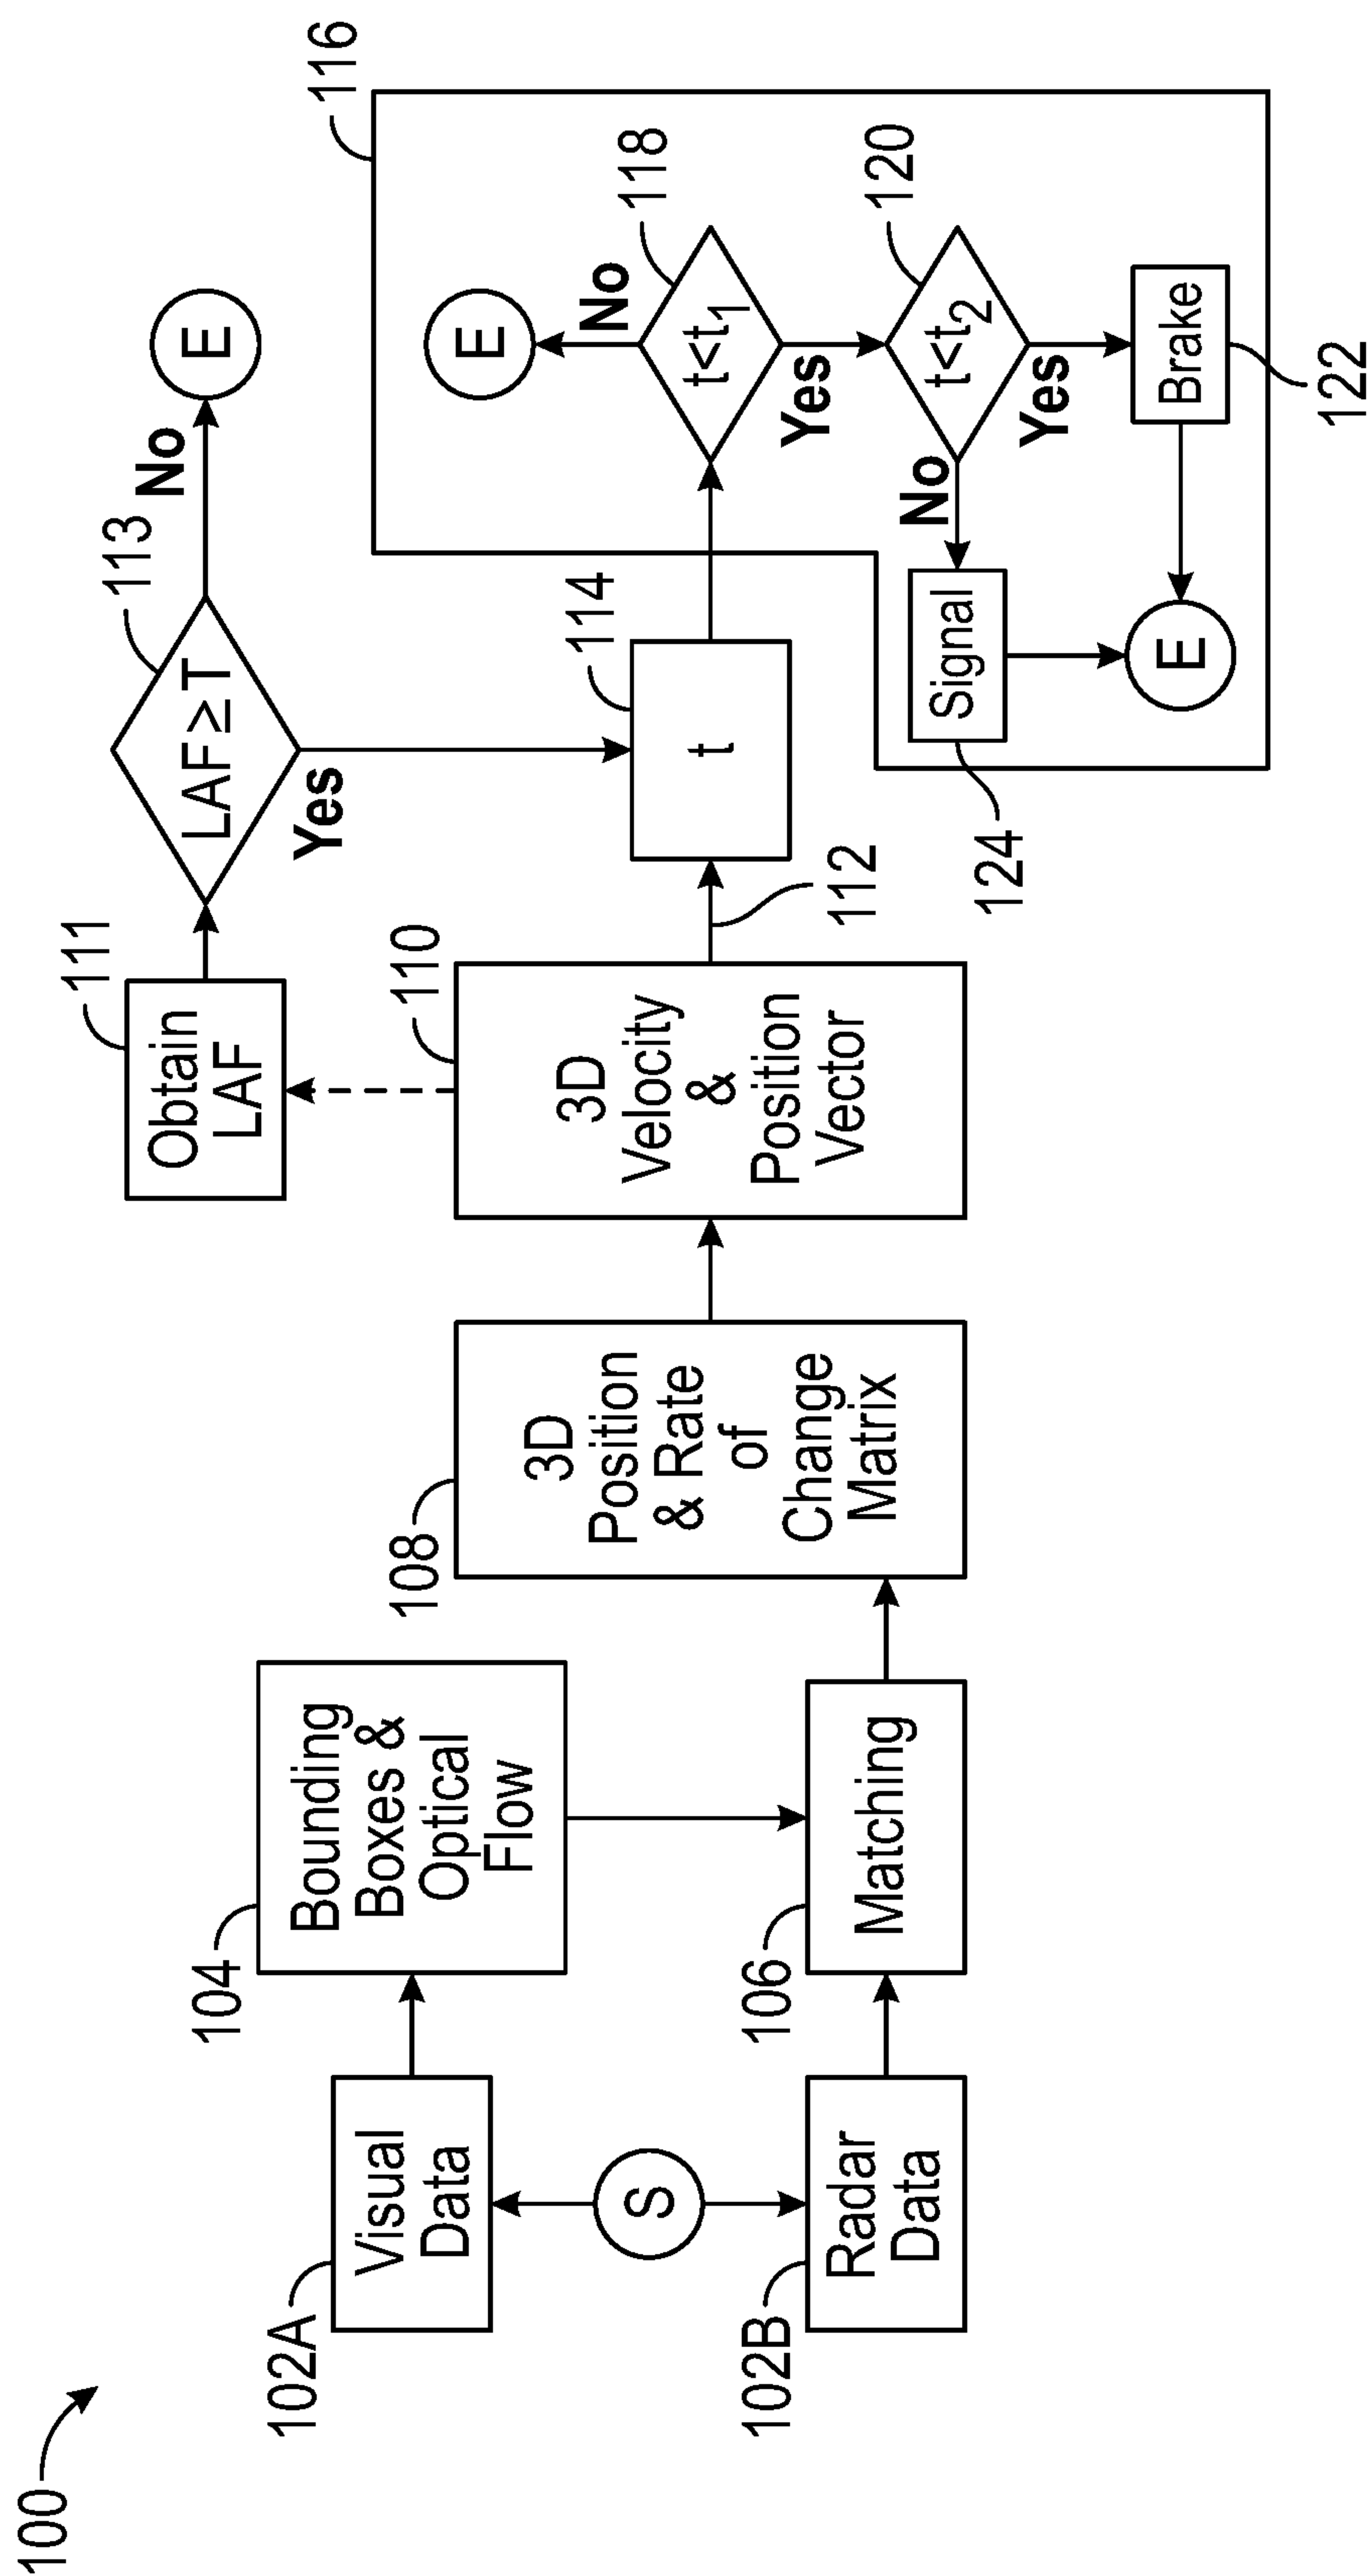 100
102A
Visual
Data
S
102B
Radar
Data
104
Bounding
Boxes &
Optical
Flow
106
Matching
108
3D
Position
& Rate
of
Change
Matrix
110
3D
Velocity
&
Position
Vector
111
Obtain
LAF
112
113
LAF≥T
No
E
Yes
114
t
116
118
t<t1
No
E
Yes
120
t<t2
No
Yes
124
Signal
Brake
122
E